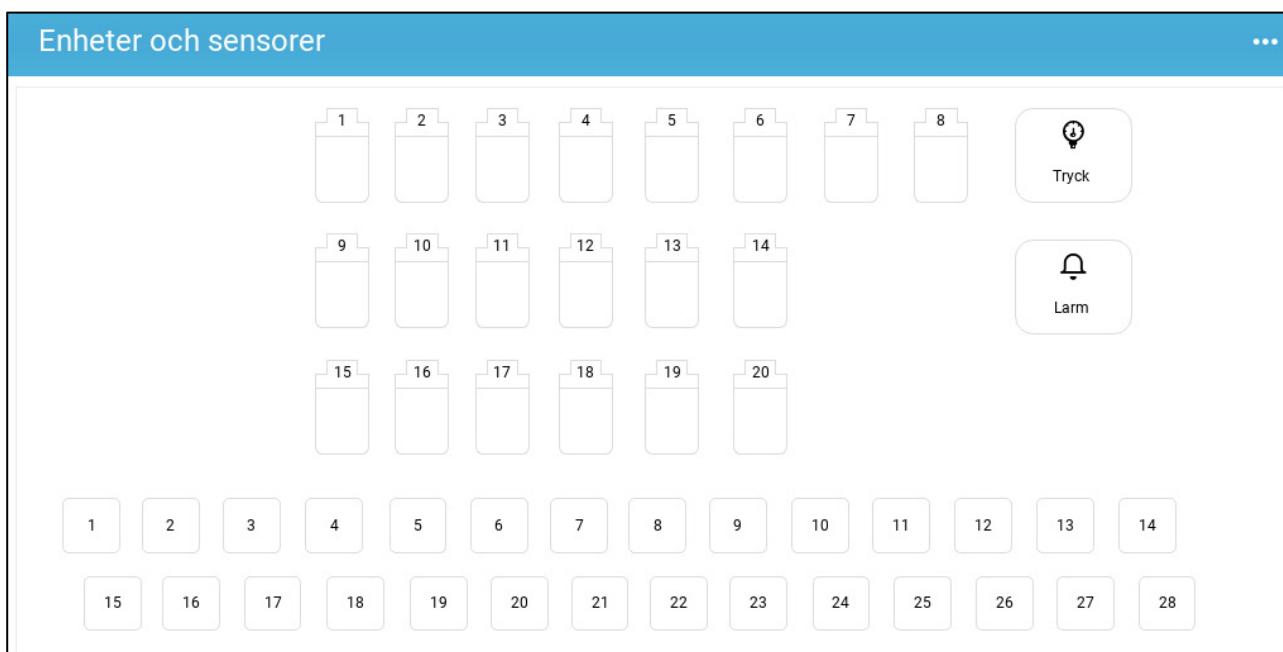 Enheter och sensorer
1 2 3 4 5 6 7 8
Tryck
9 10 11 12 13 14
Larm
15 16 17 18 19 20
1 2 3 4 5 6 7 8 9 10 11 12 13 14
15 16 17 18 19 20 21 22 23 24 25 26 27 28